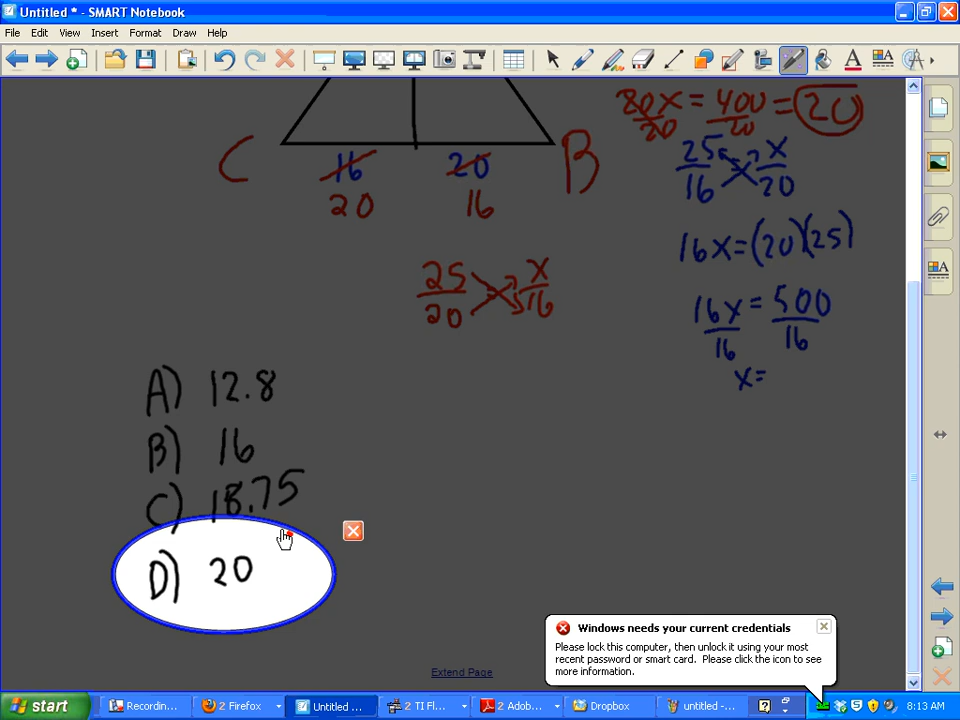 Untitled * - SMART Notebook
File Edit View Insert Format Draw Help
80x = 400 = 20
20 20
C 16 20 B
20 16
25 x
16 20
16x=(20)(25)
25 x
20 16
16x = 500
16 16
x=
A) 12.8
B) 16
C) 18.75
D) 20
Windows needs your current credentials
Please lock this computer, then unlock it using your most
recent password or smart card. Please click the icon to see
more information.
Extend Page
start Recording... 2 Firefox Untitled ... 2 TI Fl... 2 Adob... Dropbox untitled -... 8:13 AM